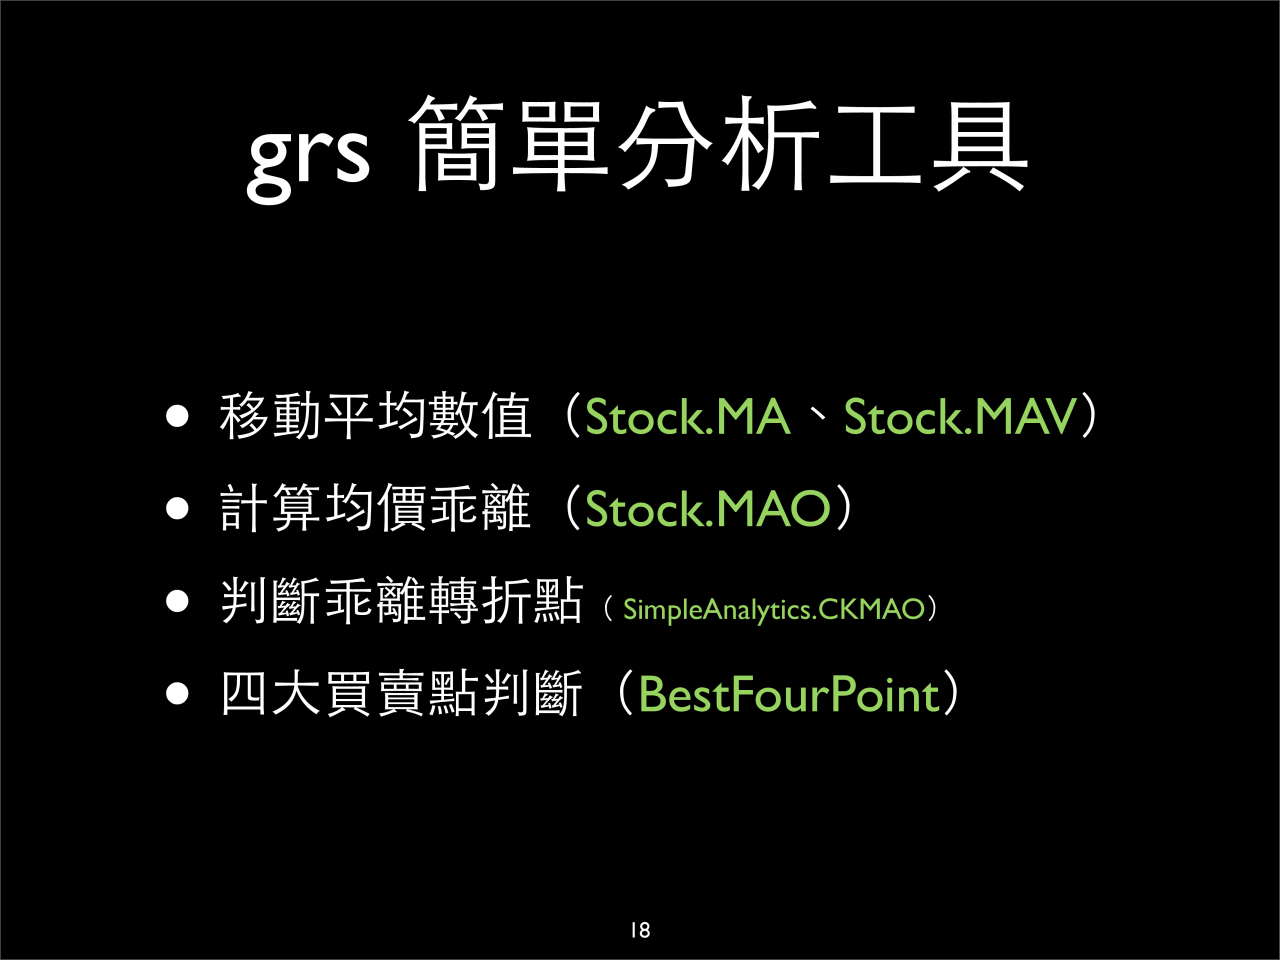 grs 簡單分析工具
• 移動平均數值（Stock.MA、Stock.MAV）
• 計算均價乖離（Stock.MAO）
• 判斷乖離轉折點（ SimpleAnalytics.CKMAO）
• 四大買賣點判斷（BestFourPoint）
18